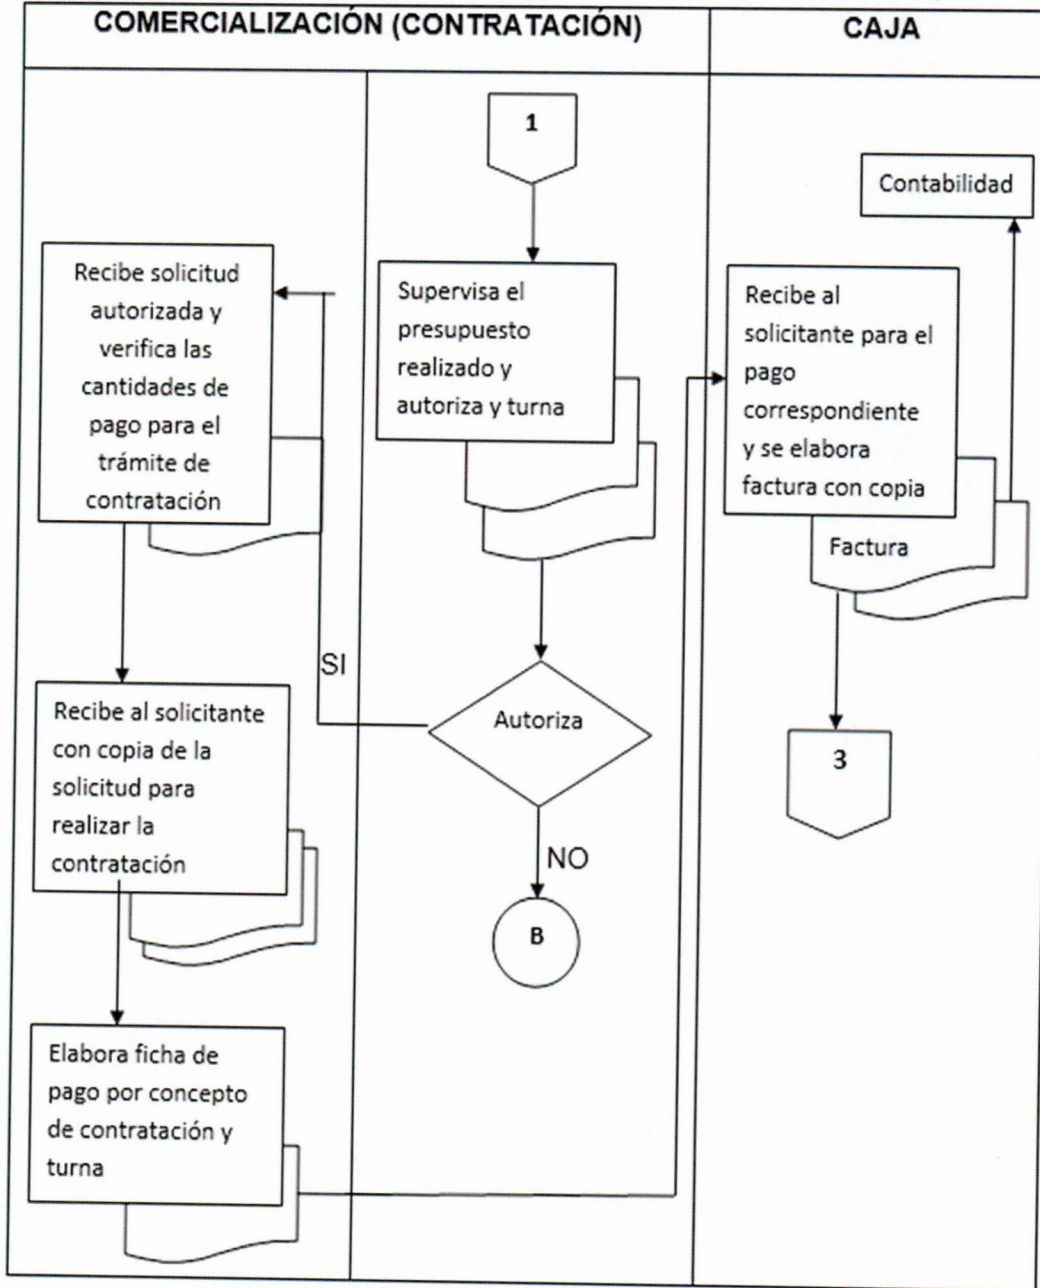 COMERCIALIZACIÓN (CONTRATACIÓN)
CAJA
1
Contabilidad
Recibe solicitud
autorizada y
verifica las
cantidades de
pago para el
trámite de
contratación
Supervisa el
presupuesto
realizado y
autoriza y turna
Recibe al
solicitante para el
pago
correspondiente
y se elabora
factura con copia
Factura
SI
Autoriza
Recibe al solicitante
con copia de la
solicitud para
realizar la
contratación
3
NO
B
Elabora ficha de
pago por concepto
de contratación y
turna